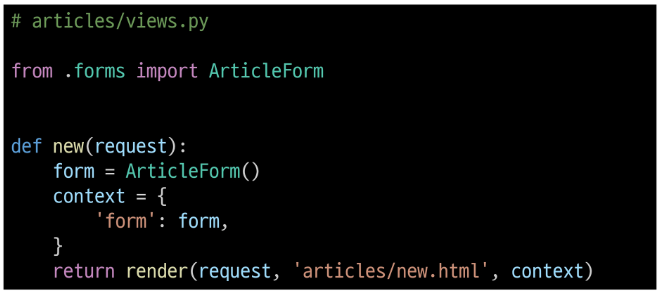 # articles/views.py
from .forms import ArticleForm
def new(request):
    form = ArticleForm()
    context = {
        'form': form,
    }
    return render(request, 'articles/new.html', context)